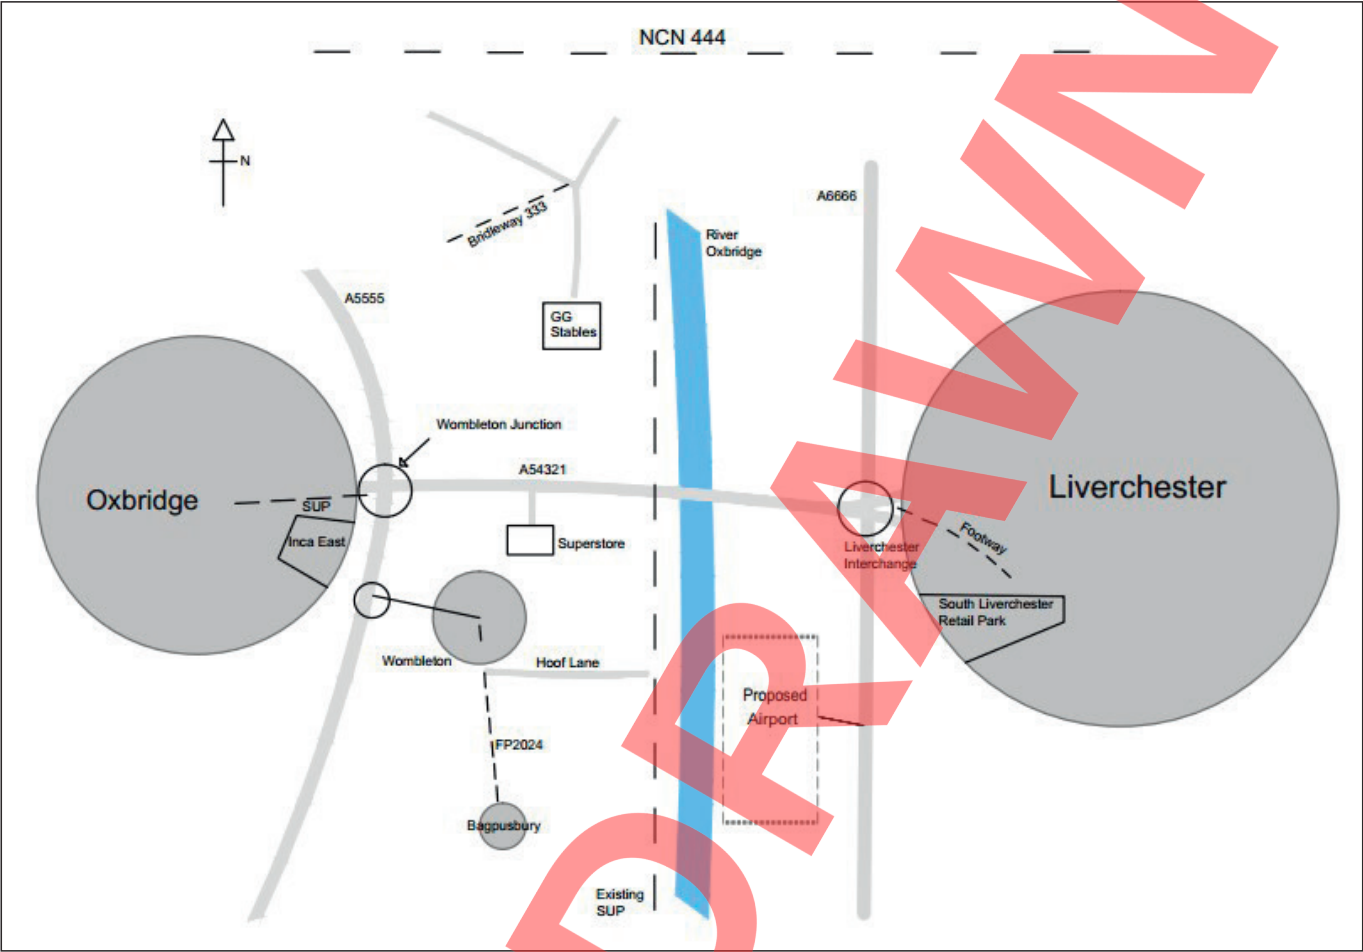 NCN 444
N
Bridleway 333
A6666
River
Oxbridge
A5555
GG
Stables
Wombleton Junction
A54321
Oxbridge
SUP
Inca East
Superstore
Liverchester
Liverchester
Interchange
Footway
South Liverchester
Retail Park
Wombleton
Hoof Lane
Proposed
Airport
FP2024
Bagpusbury
Existing
SUP
DRAWN